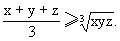 (x + y + z)/3 ⩾ ∛xyz.